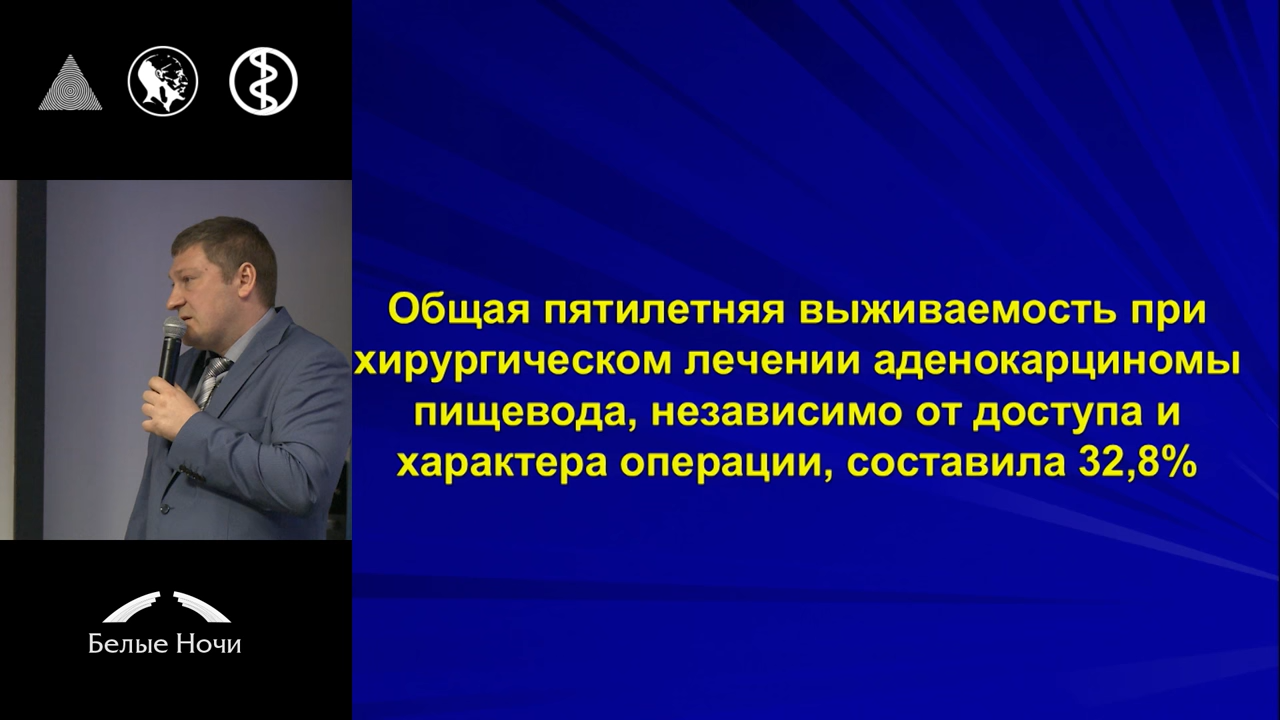 Общая пятилетняя выживаемость при
хирургическом лечении аденокарциномы
пищевода, независимо от доступа и
характера операции, составила 32,8%
Белые Ночи